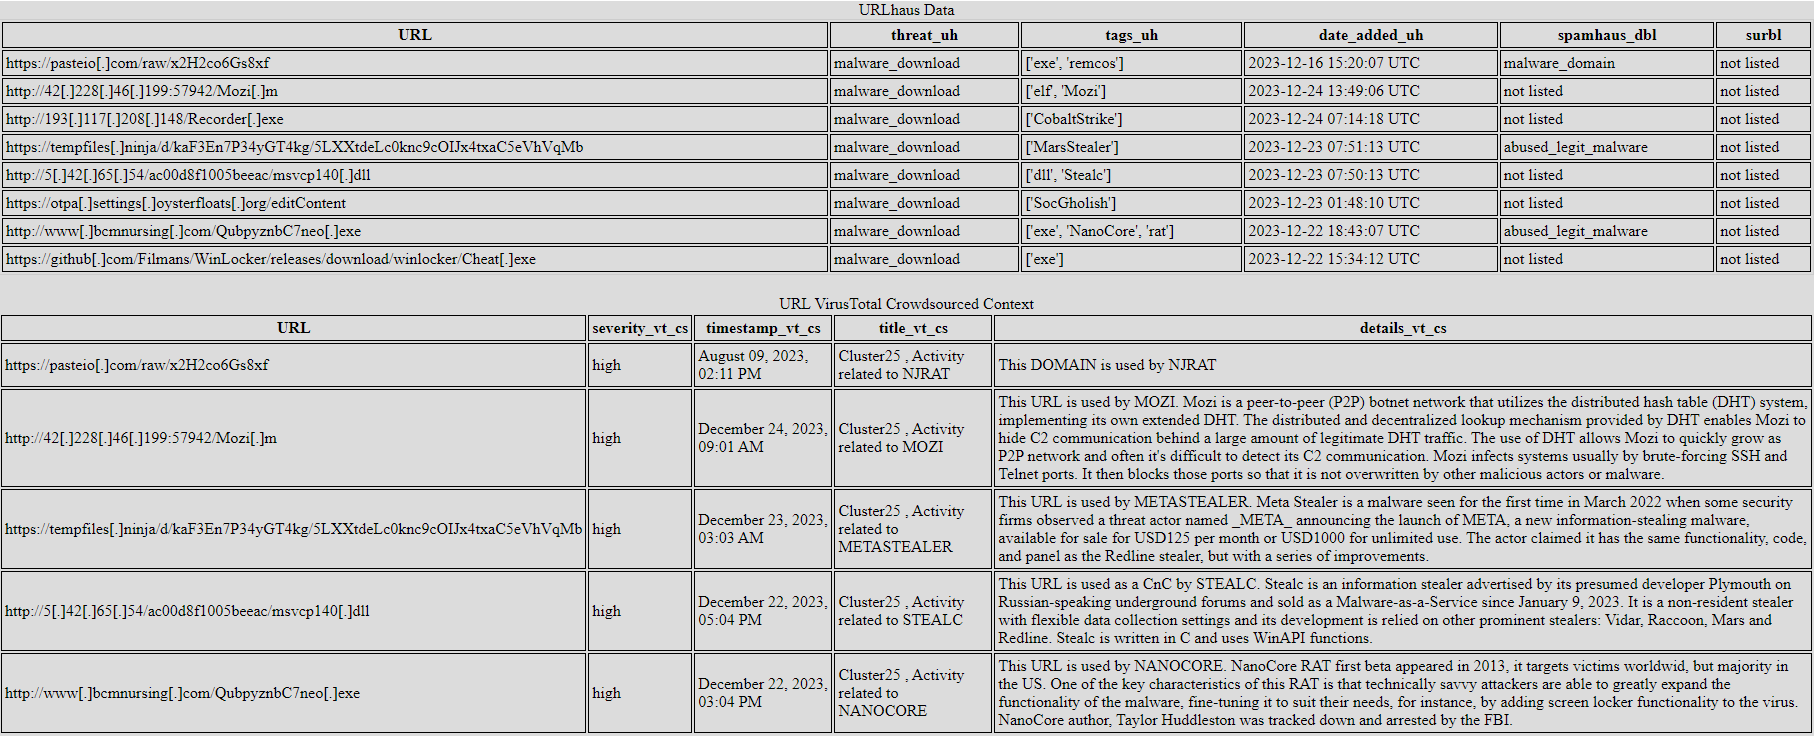 URLhaus Data
URL threat_uh tags_uh date_added_uh spamhaus_dbl surbl
https://pasteio[.]com/raw/x2H2co6Gs8xf malware_download ['exe', 'remcos'] 2023-12-16 15:20:07 UTC malware_domain not listed
http://42[.]228[.]46[.]199:57942/Mozi[.]m malware_download ['elf', 'Mozi'] 2023-12-24 13:49:06 UTC not listed not listed
http://193[.]117[.]208[.]148/Recorder[.]exe malware_download ['CobaltStrike'] 2023-12-24 07:14:18 UTC not listed not listed
https://tempfiles[.]ninja/d/kaF3En7P34yGT4kg/5LXXtdeLc0knc9cOIJx4txaC5eVhVqMb malware_download ['MarsStealer'] 2023-12-23 07:51:13 UTC abused_legit_malware not listed
http://5[.]42[.]65[.]54/ac00d8f1005beeac/msvcp140[.]dll malware_download ['dll', 'Stealc'] 2023-12-23 07:50:13 UTC not listed not listed
https://otpa[.]settings[.]oysterfloats[.]org/editContent malware_download ['SocGholish'] 2023-12-23 01:48:10 UTC not listed not listed
http://www[.]bcmnursing[.]com/QubpyznbC7neo[.]exe malware_download ['exe', 'NanoCore', 'rat'] 2023-12-22 18:43:07 UTC abused_legit_malware not listed
https://github[.]com/Filmans/WinLocker/releases/download/winlocker/Cheat[.]exe malware_download ['exe'] 2023-12-22 15:34:12 UTC not listed not listed
URL VirusTotal Crowdsourced Context
URL severity_vt_cs timestamp_vt_cs title_vt_cs details_vt_cs
https://pasteio[.]com/raw/x2H2co6Gs8xf
high
August 09, 2023,
02:11 PM
Cluster25 , Activity
related to NJRAT
This DOMAIN is used by NJRAT
http://42[.]228[.]46[.]199:57942/Mozi[.]m
high
December 24, 2023,
09:01 AM
Cluster25 , Activity
related to MOZI
This URL is used by MOZI. Mozi is a peer-to-peer (P2P) botnet network that utilizes the distributed hash table (DHT) system,
implementing its own extended DHT. The distributed and decentralized lookup mechanism provided by DHT enables Mozi to
hide C2 communication behind a large amount of legitimate DHT traffic. The use of DHT allows Mozi to quickly grow as
P2P network and often it's difficult to detect its C2 communication. Mozi infects systems usually by brute-forcing SSH and
Telnet ports. It then blocks those ports so that it is not overwritten by other malicious actors or malware.
https://tempfiles[.]ninja/d/kaF3En7P34yGT4kg/5LXXtdeLc0knc9cOIJx4txaC5eVhVqMb
high
December 23, 2023,
03:03 AM
Cluster25 , Activity
related to
METASTEALER
This URL is used by METASTEALER. Meta Stealer is a malware seen for the first time in March 2022 when some security
firms observed a threat actor named _META_ announcing the launch of META, a new information-stealing malware,
available for sale for USD125 per month or USD1000 for unlimited use. The actor claimed it has the same functionality, code,
and panel as the Redline stealer, but with a series of improvements.
http://5[.]42[.]65[.]54/ac00d8f1005beeac/msvcp140[.]dll
high
December 22, 2023,
05:04 PM
Cluster25 , Activity
related to STEALC
This URL is used as a CnC by STEALC. Stealc is an information stealer advertised by its presumed developer Plymouth on
Russian-speaking underground forums and sold as a Malware-as-a-Service since January 9, 2023. It is a non-resident stealer
with flexible data collection settings and its development is relied on other prominent stealers: Vidar, Raccoon, Mars and
Redline. Stealc is written in C and uses WinAPI functions.
http://www[.]bcmnursing[.]com/QubpyznbC7neo[.]exe
high
December 22, 2023,
03:04 PM
Cluster25 , Activity
related to
NANOCORE
This URL is used by NANOCORE. NanoCore RAT first beta appeared in 2013, it targets victims worldwid, but majority in
the US. One of the key characteristics of this RAT is that technically savvy attackers are able to greatly expand the
functionality of the malware, fine-tuning it to suit their needs, for instance, by adding screen locker functionality to the virus.
NanoCore author, Taylor Huddleston was tracked down and arrested by the FBI.